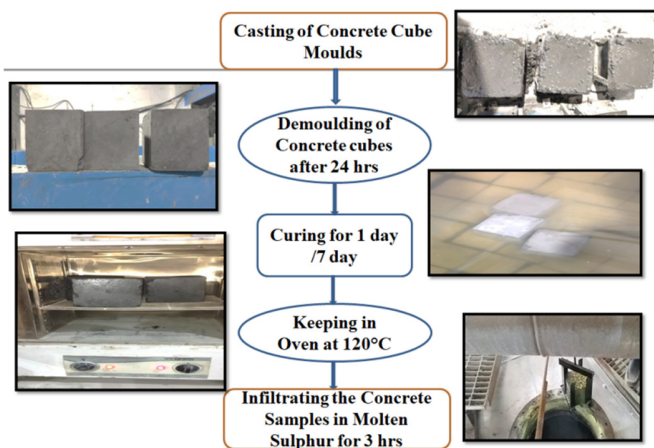 Casting of Concrete Cube
Moulds
Demoulding of
Concrete cubes
after 24 hrs
Curing for 1 day
/7 day
Keeping in
Oven at 120°C
Infiltrating the Concrete
Samples in Molten
Sulphur for 3 hrs